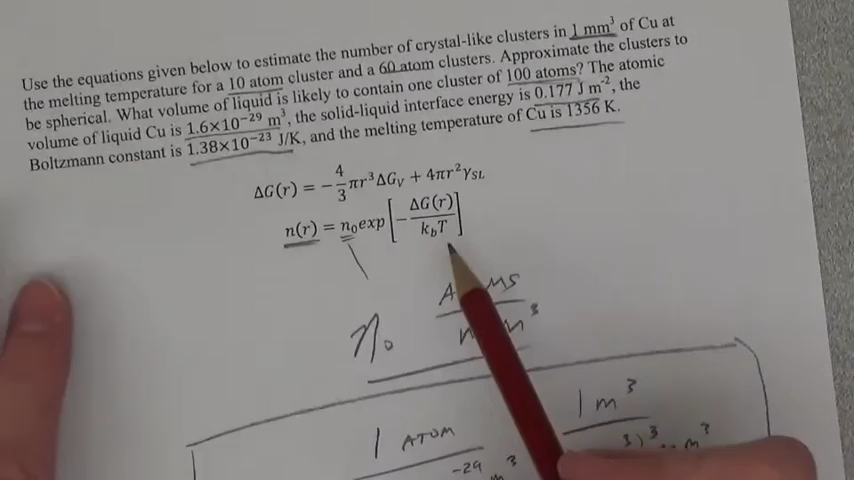 Use the equations given below to estimate the number of crystal-like clusters in 1 mm³ of Cu at
the melting temperature for a 10 atom cluster and a 60 atom clusters. Approximate the clusters to
be spherical. What volume of liquid is likely to contain one cluster of 100 atoms? The atomic
volume of liquid Cu is 1.6×10⁻²⁹ m³, the solid-liquid interface energy is 0.177 J m⁻², the
Boltzmann constant is 1.38×10⁻²³ J/K, and the melting temperature of Cu is 1356 K.
ΔG(r) = −4/3 πr³ΔG_V + 4πr²γ_SL
n(r) = n₀exp[−ΔG(r)/k_bT]
η₀
1 ATOM
1 m³